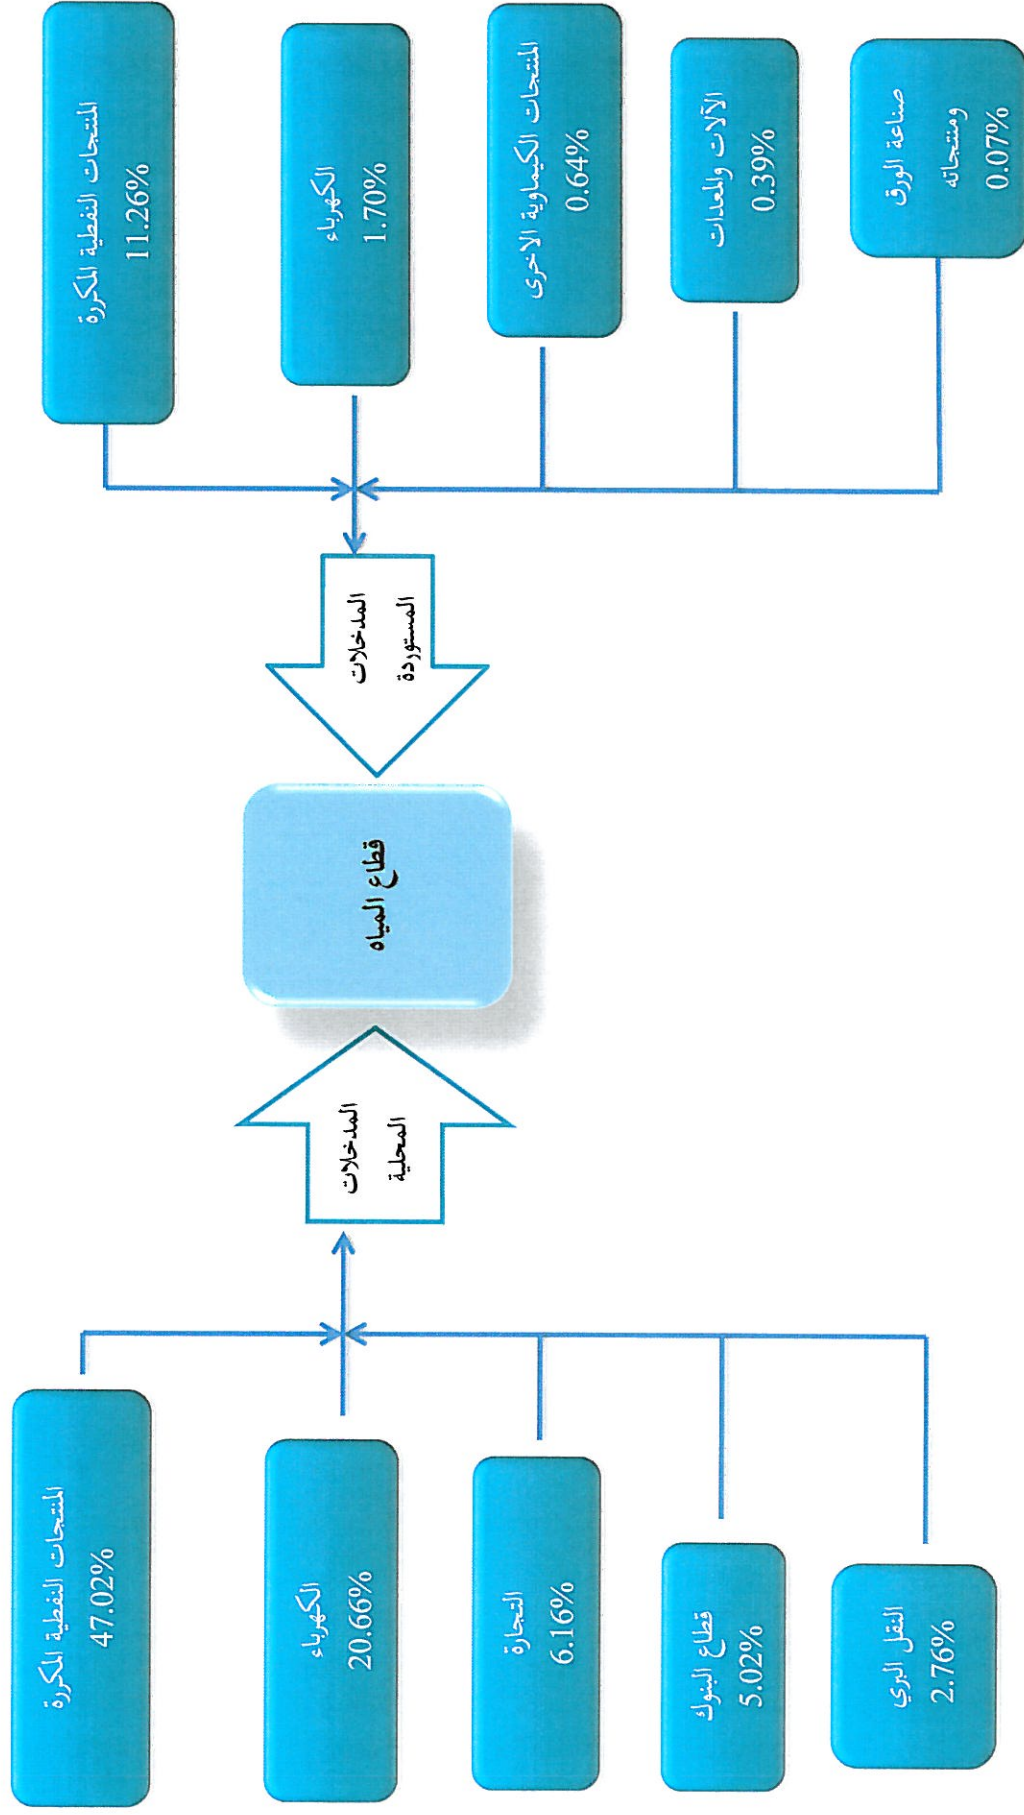 المنتجات النفطية المكررة
47.02%
الكهرباء
20.66%
التجارة
6.16%
قطاع البنوك
5.02%
النقل البري
2.76%
المدخلات
المحلية
قطاع المياه
المدخلات
المستوردة
المنتجات النفطية المكررة
11.26%
الكهرباء
1.70%
المنتجات الكيماوية الاخرى
0.64%
الآلات والمعدات
0.39%
صناعة الورق
ومنتجاته
0.07%